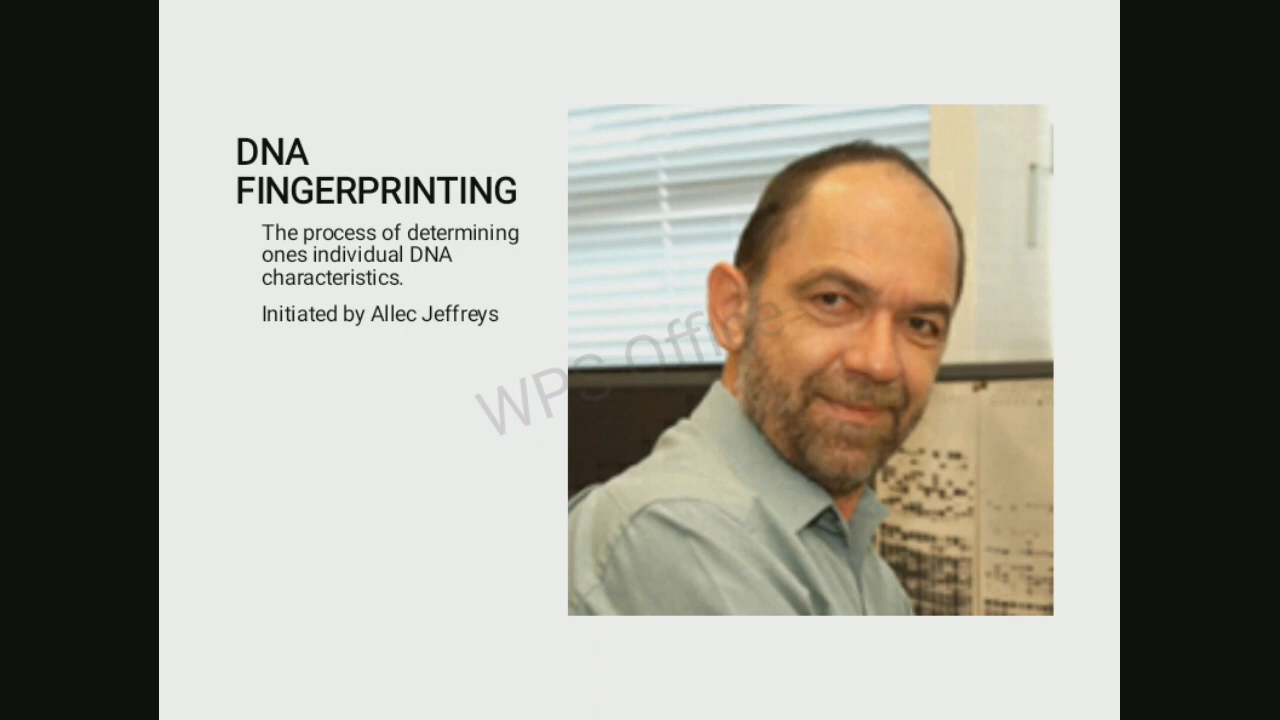 DNA
FINGERPRINTING
The process of determining
ones individual DNA
characteristics.
Initiated by Allec Jeffreys
WPS Office